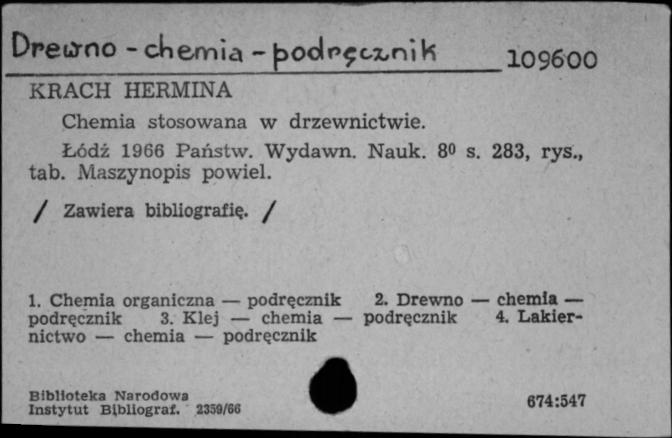 Drewno - chemia - podręcznik 109600
KRACH HERMINA
Chemia stosowana w drzewnictwie.
Łódź 1966 Państw. Wydawn. Nauk. 8⁰ s. 283, rys.,
tab. Maszynopis powiel.
/ Zawiera bibliografię. /
1. Chemia organiczna — podręcznik 2. Drewno — chemia —
podręcznik 3. Klej — chemia — podręcznik 4. Lakier-
nictwo — chemia — podręcznik
Biblioteka Narodowa
Instytut Bibliograf. 2359/66 674:547